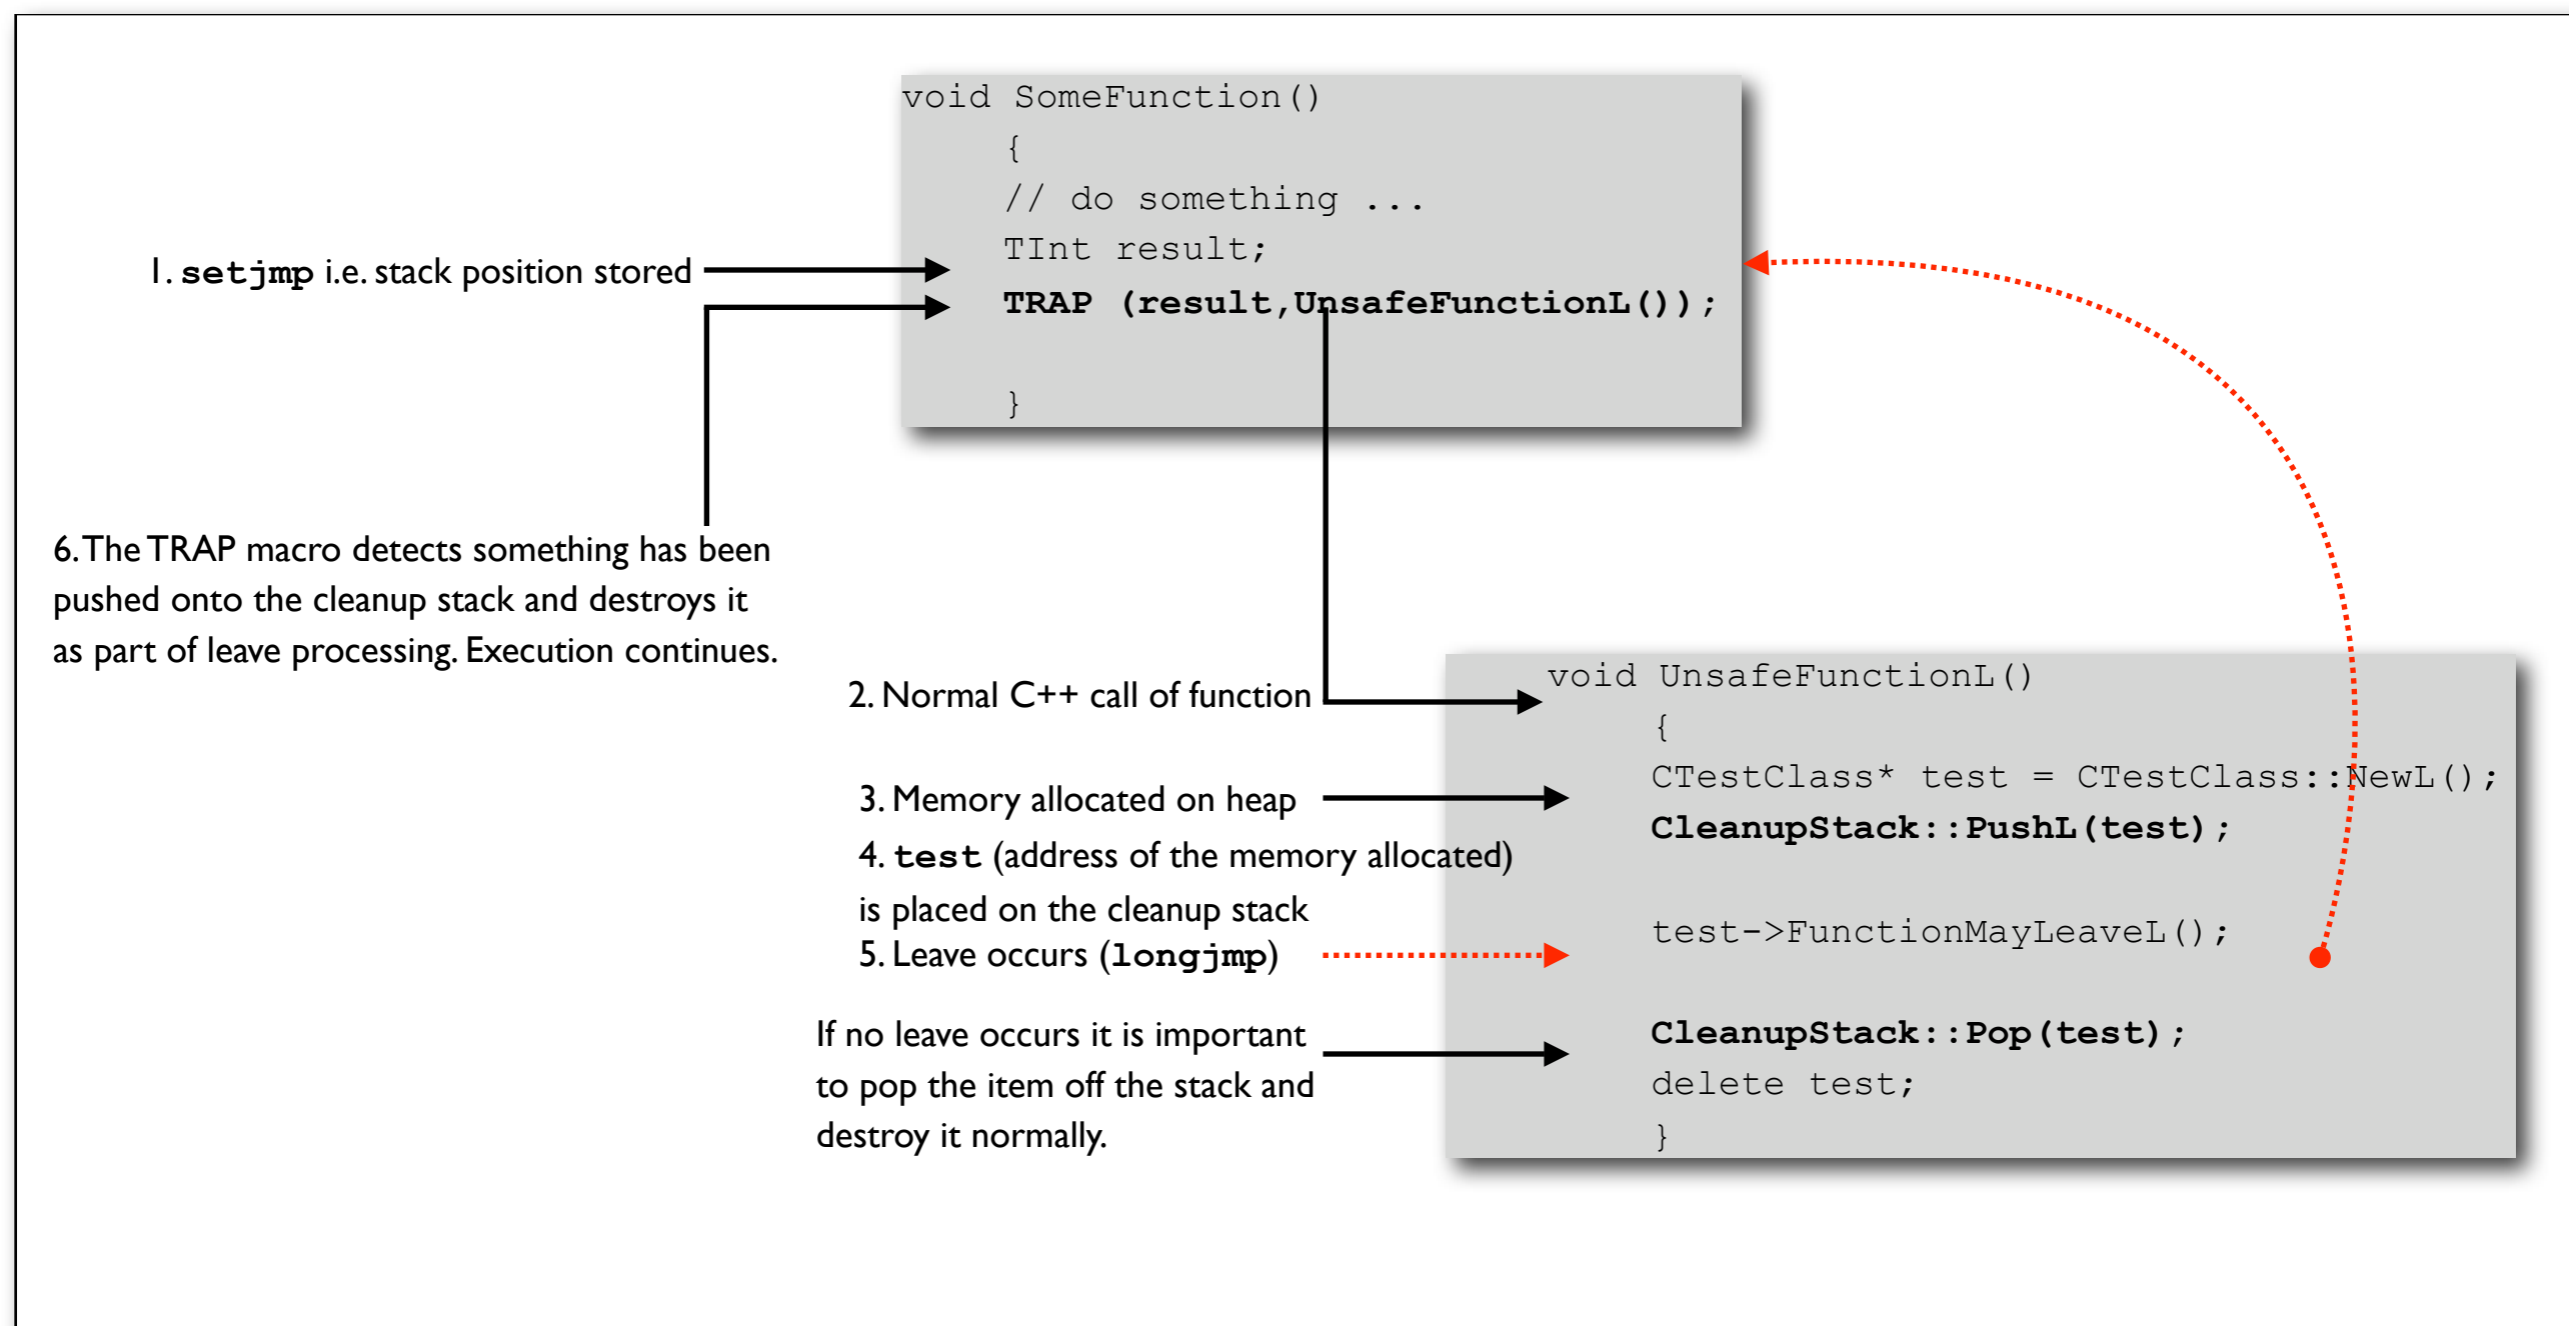 void SomeFunction()
{
// do something ...
TInt result;
TRAP (result,UnsafeFunctionL());
}
1. setjmp i.e. stack position stored
6. The TRAP macro detects something has been
pushed onto the cleanup stack and destroys it
as part of leave processing. Execution continues.
2. Normal C++ call of function
3. Memory allocated on heap
4. test (address of the memory allocated)
is placed on the cleanup stack
5. Leave occurs (longjmp)
If no leave occurs it is important
to pop the item off the stack and
destroy it normally.
void UnsafeFunctionL()
{
CTestClass* test = CTestClass::NewL();
CleanupStack::PushL(test);
test->FunctionMayLeaveL();
CleanupStack::Pop(test);
delete test;
}